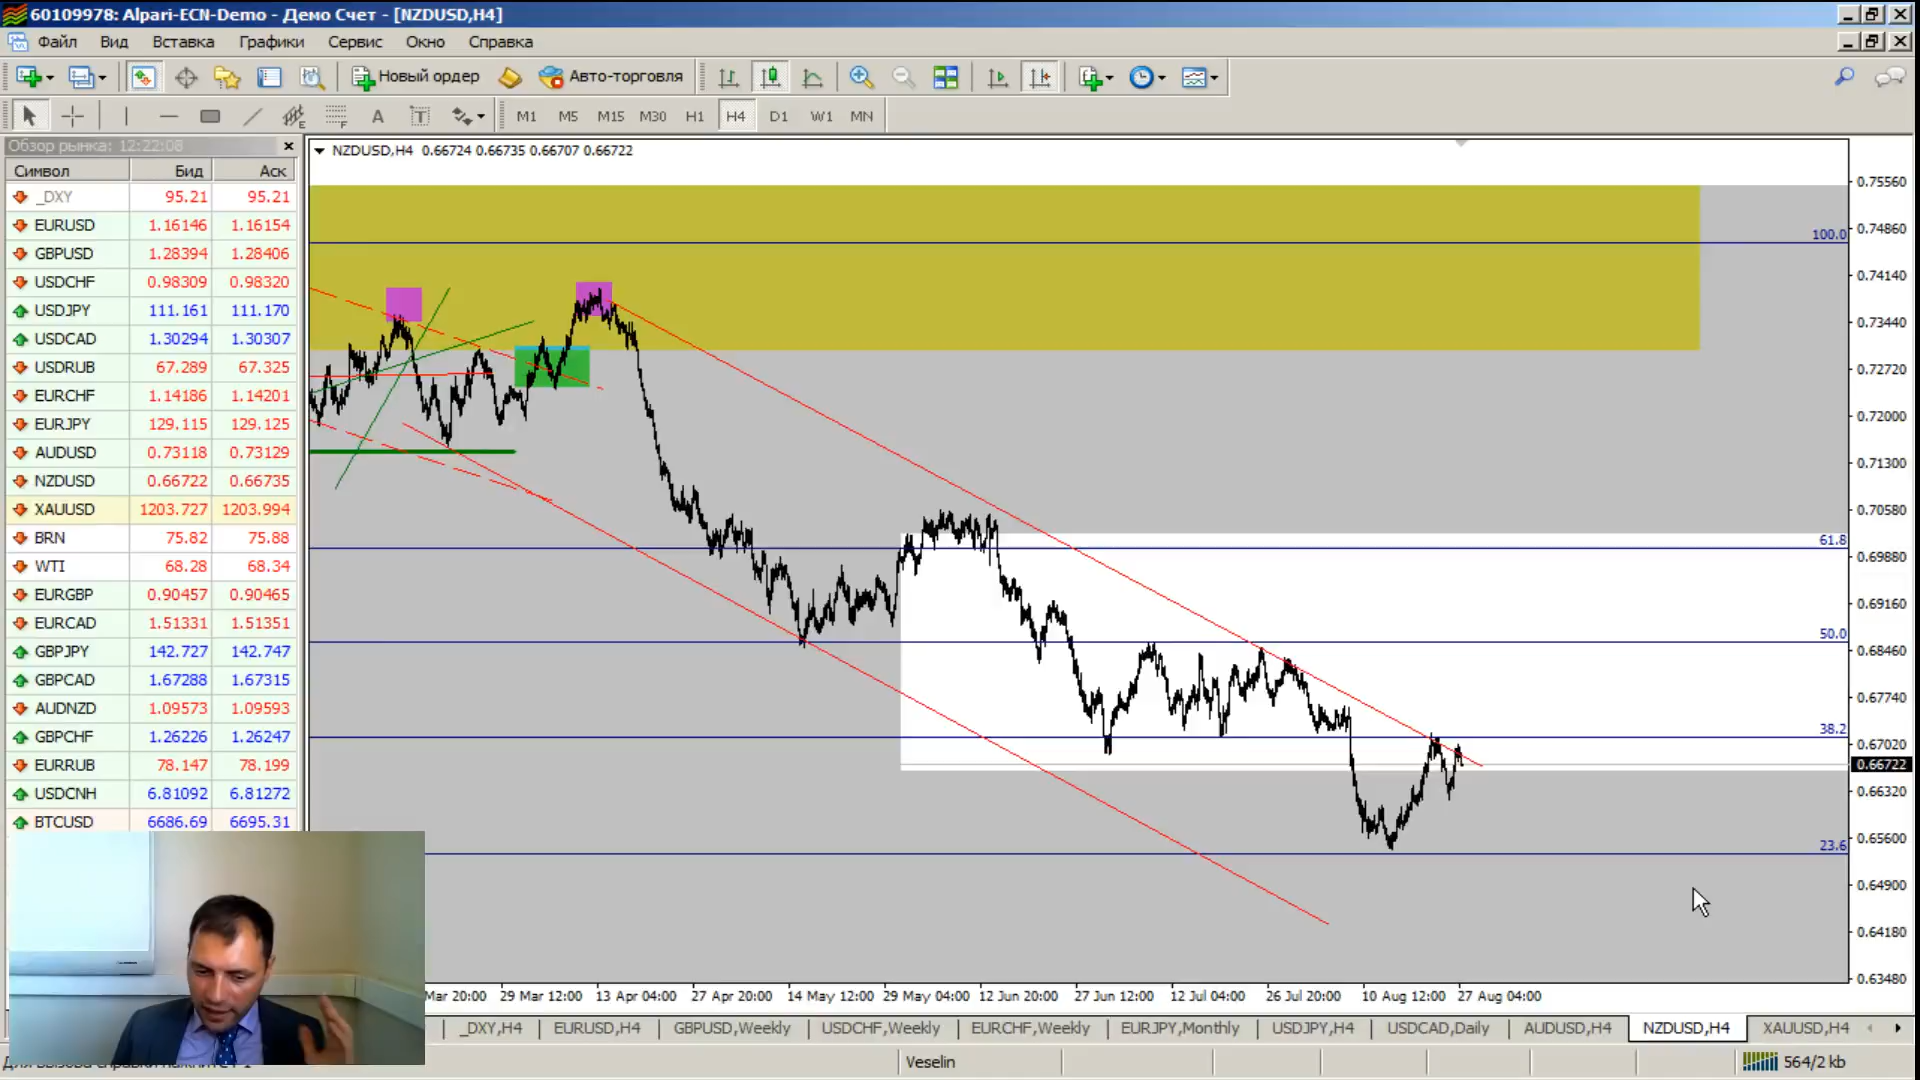 60109978: Alpari-ECN-Demo - Демо Счет - [NZDUSD,H4]
Файл Вид Вставка Графики Сервис Окно Справка
Новый ордер Авто-торговля
A T E F M1 M5 M15 M30 H1 H4 D1 W1 MN
Обзор рынка: 12:22:08
Символ Бид Аск
_DXY 95.21 95.21
EURUSD 1.16146 1.16154
GBPUSD 1.28394 1.28406
USDCHF 0.98309 0.98320
USDJPY 111.161 111.170
USDCAD 1.30294 1.30307
USDRUB 67.289 67.325
EURCHF 1.14186 1.14201
EURJPY 129.115 129.125
AUDUSD 0.73118 0.73129
NZDUSD 0.66722 0.66735
XAUUSD 1203.727 1203.994
BRN 75.82 75.88
WTI 68.28 68.34
EURGBP 0.90457 0.90465
EURCAD 1.51331 1.51351
GBPJPY 142.727 142.747
GBPCAD 1.67288 1.67315
AUDNZD 1.09573 1.09593
GBPCHF 1.26226 1.26247
EURRUB 78.147 78.199
USDCNH 6.81092 6.81272
BTCUSD 6686.69 6695.31
NZDUSD,H4 0.66724 0.66735 0.66707 0.66722
100.0
61.8
50.0
38.2
23.6
0.75560
0.74860
0.74140
0.73440
0.72720
0.72000
0.71300
0.70580
0.69880
0.69160
0.68460
0.67740
0.67020
0.66722
0.66320
0.65600
0.64900
0.64180
0.63480
Mar 20:00 29 Mar 12:00 13 Apr 04:00 27 Apr 20:00 14 May 12:00 29 May 04:00 12 Jun 20:00 27 Jun 12:00 12 Jul 04:00 26 Jul 20:00 10 Aug 12:00 27 Aug 04:00
_DXY,H4 EURUSD,H4 GBPUSD,Weekly USDCHF,Weekly EURCHF,Weekly EURJPY,Monthly USDJPY,H4 USDCAD,Daily AUDUSD,H4 NZDUSD,H4 XAUUSD,H4
Veselin 564/2 kb